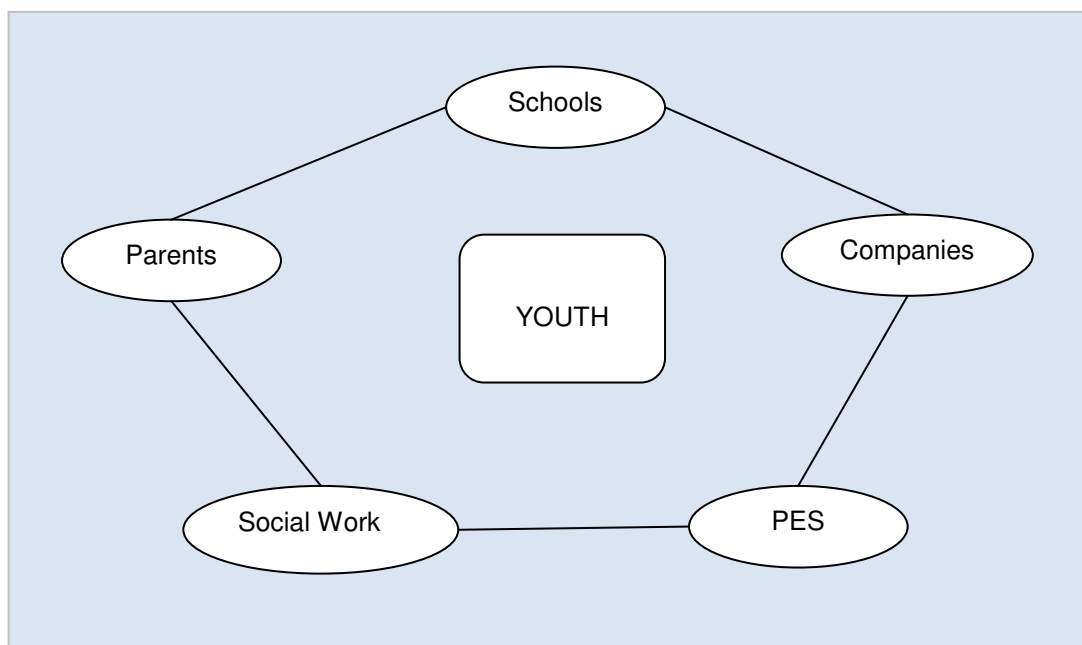 Schools
Parents
Companies
YOUTH
Social Work
PES